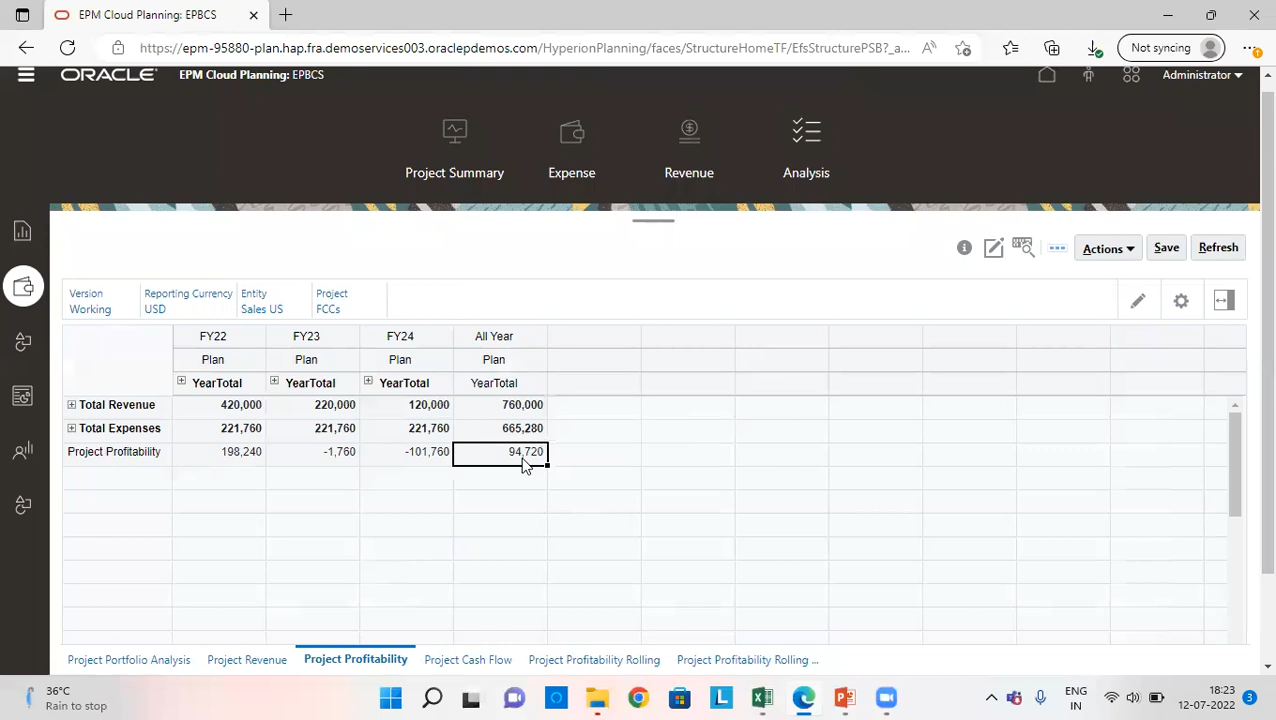 EPM Cloud Planning: EPBCS
https://epm-95880-plan.hap.fra.demoservices003.oraclepdemos.com/HyperionPlanning/faces/StructureHomeTF/EfsStructurePSB?_a...
Not syncing
ORACLE® EPM Cloud Planning: EPBCS
Administrator
Project Summary Expense Revenue Analysis
Actions Save Refresh
Version Reporting Currency Entity Project
Working USD Sales US FCCs
FY22 FY23 FY24 All Year
Plan Plan Plan Plan
YearTotal YearTotal YearTotal YearTotal
Total Revenue 420,000 220,000 120,000 760,000
Total Expenses 221,760 221,760 221,760 665,280
Project Profitability 198,240 -1,760 -101,760 94,720
Project Portfolio Analysis Project Revenue Project Profitability Project Cash Flow Project Profitability Rolling Project Profitability Rolling ...
36°C
Rain to stop
ENG
IN
18:23
12-07-2022
3